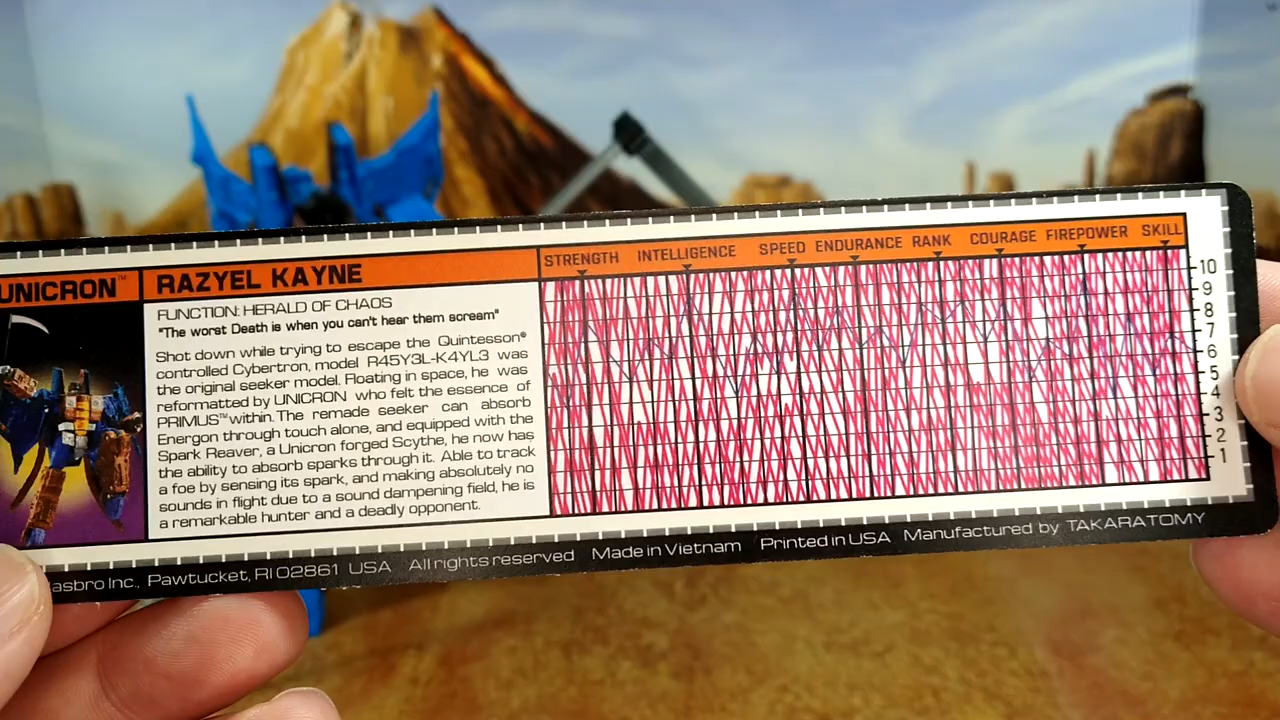 UNICRON™
RAZYEL KAYNE
FUNCTION: HERALD OF CHAOS
"The worst Death is when you can't hear them scream"
Shot down while trying to escape the Quintesson®
controlled Cybertron, model R45Y3L-K4YL3 was
the original seeker model. Floating in space, he was
reformatted by UNICRON who felt the essence of
PRIMUS™ within. The remade seeker can absorb
Energon through touch alone, and equipped with the
Spark Reaver, a Unicron forged Scythe, he now has
the ability to absorb sparks through it. Able to track
a foe by sensing its spark, and making absolutely no
sounds in flight due to a sound dampening field, he is
a remarkable hunter and a deadly opponent.
STRENGTH INTELLIGENCE SPEED ENDURANCE RANK COURAGE FIREPOWER SKILL
10
9
8
7
6
5
4
3
2
1
asbro Inc., Pawtucket, RI 02861 USA All rights reserved Made in Vietnam Printed in USA Manufactured by TAKARATOMY